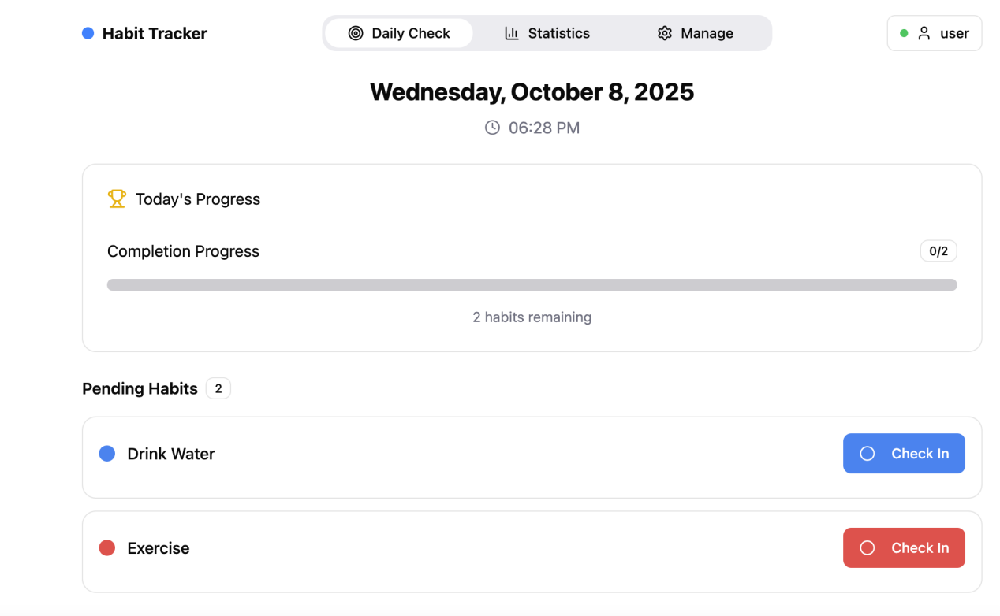 Habit Tracker
Daily Check
Statistics
Manage
user
Wednesday, October 8, 2025
06:28 PM
Today's Progress
Completion Progress
0/2
2 habits remaining
Pending Habits
2
Drink Water
Check In
Exercise
Check In